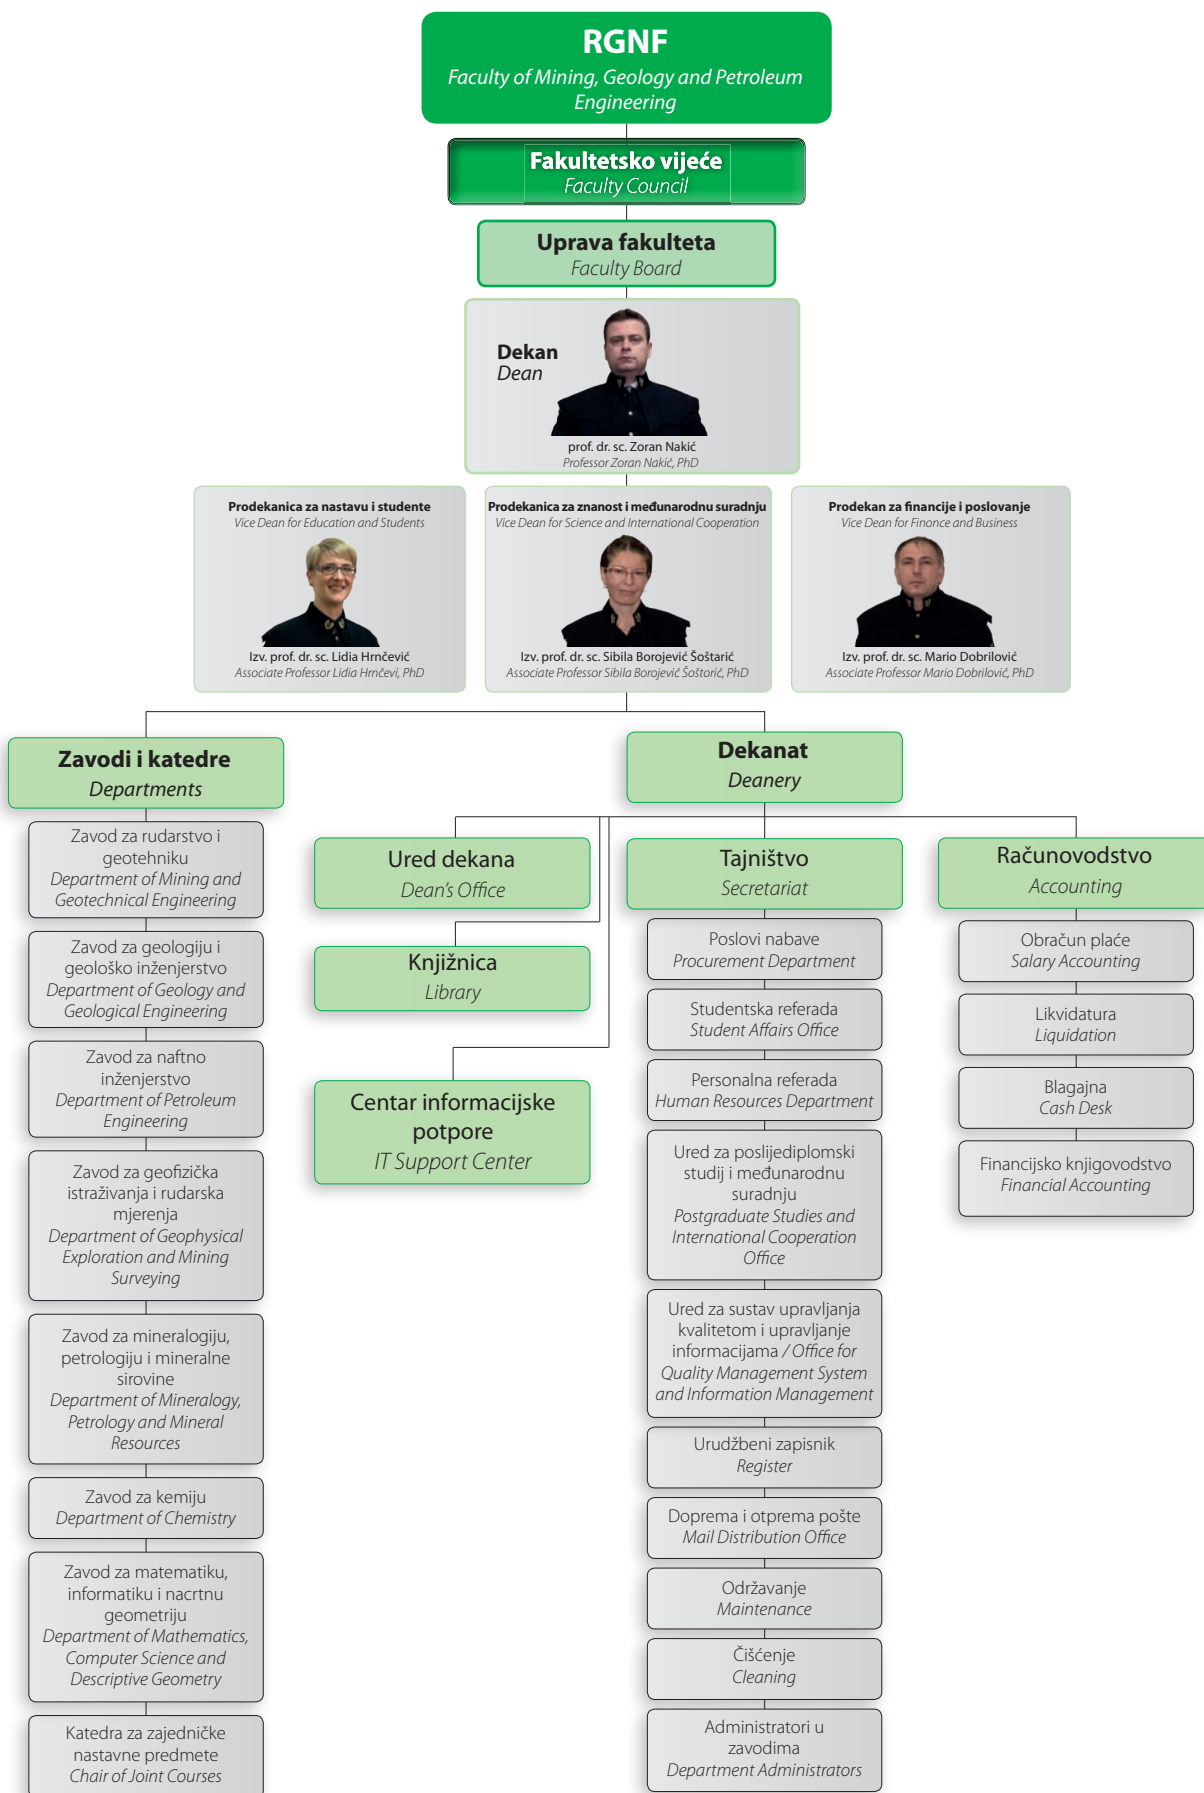 RGNF
Faculty of Mining, Geology and Petroleum
Engineering
Fakultetsko vijeće
Faculty Council
Uprava fakulteta
Faculty Board
Dekan
Dean
prof. dr. sc. Zoran Nakić
Professor Zoran Nakić, PhD
Prodekanica za nastavu i studente
Vice Dean for Education and Students
Izv. prof. dr. sc. Lidia Hrnčević
Associate Professor Lidia Hrnčevi, PhD
Prodekanica za znanost i međunarodnu suradnju
Vice Dean for Science and International Cooperation
Izv. prof. dr. sc. Sibila Borojević Šoštarić
Associate Professor Sibila Borojević Šoštorić, PhD
Prodekan za financije i poslovanje
Vice Dean for Finonce and Business
Izv. prof. dr. sc. Mario Dobrilović
Associate Professor Mario Dobrilović, PhD
Zavodi i katedre
Departments
Zavod za rudarstvo i
geotehniku
Department of Mining and
Geotechnical Engineering
Zavod za geologiju i
geološko inženjerstvo
Department of Geology and
Geological Engineering
Zavod za naftno
inženjerstvo
Department of Petroleum
Engineering
Zavod za geofizička
istraživanja i rudarska
mjerenja
Department of Geophysical
Exploration and Mining
Surveying
Zavod za mineralogiju,
petrologiju i mineralne
sirovine
Department of Mineralogy,
Petrology and Mineral
Resources
Zavod za kemiju
Department of Chemistry
Zavod za matematiku,
informatiku i nacrtnu
geometriju
Department of Mathematics,
Computer Science and
Descriptive Geometry
Katedra za zajedničke
nastavne predmete
Chair of Joint Courses
Dekanat
Deanery
Ured dekana
Dean's Office
Knjižnica
Library
Centar informacijske
potpore
IT Support Center
Tajništvo
Secretariat
Poslovi nabave
Procurement Department
Studentska referada
Student Affairs Office
Personalna referada
Human Resources Department
Ured za poslijediplomski
studij i međunarodnu
suradnju
Postgraduate Studies and
International Cooperation
Office
Ured za sustav upravljanja
kvalitetom i upravljanje
informacijama / Office for
Quality Management System
and Information Management
Urudžbeni zapisnik
Register
Doprema i otprema pošte
Mail Distribution Office
Održavanje
Maintenance
Čišćenje
Cleaning
Administratori u
zavodima
Department Administrators
Računovodstvo
Accounting
Obračun plaće
Salary Accounting
Likvidatura
Liquidation
Blagajna
Cash Desk
Financijsko knjigovodstvo
Financial Accounting